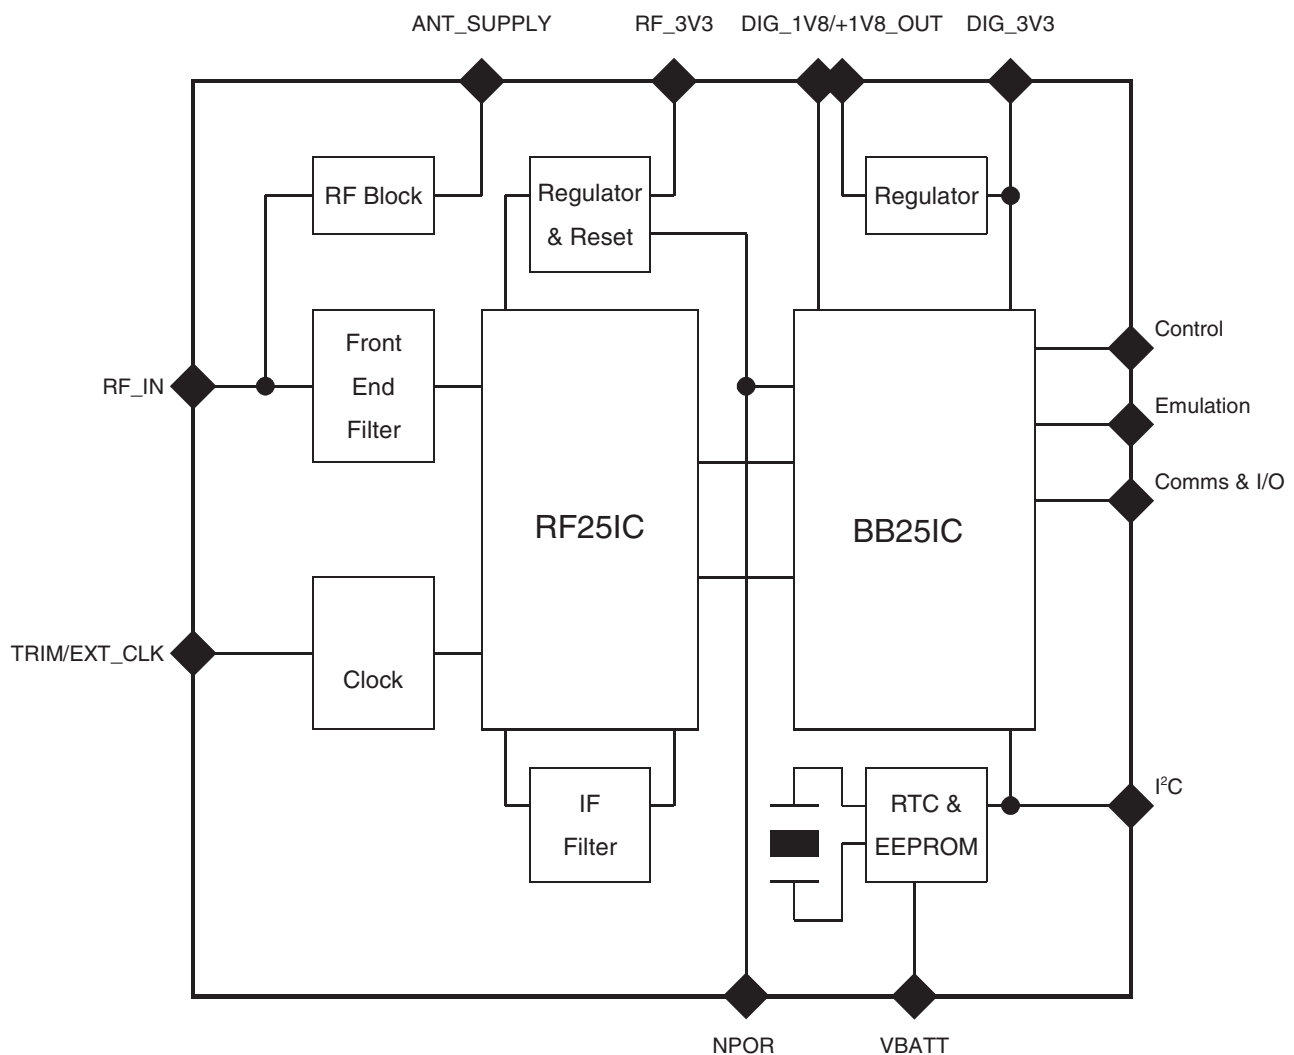 ANT_SUPPLY
RF_3V3
DIG_1V8/+1V8_OUT
DIG_3V3
RF Block
Regulator
& Reset
Regulator
Front
End
Filter
Control
RF_IN
Emulation
Comms & I/O
RF25IC
BB25IC
TRIM/EXT_CLK
Clock
IF
Filter
RTC &
EEPROM
I²C
NPOR
VBATT